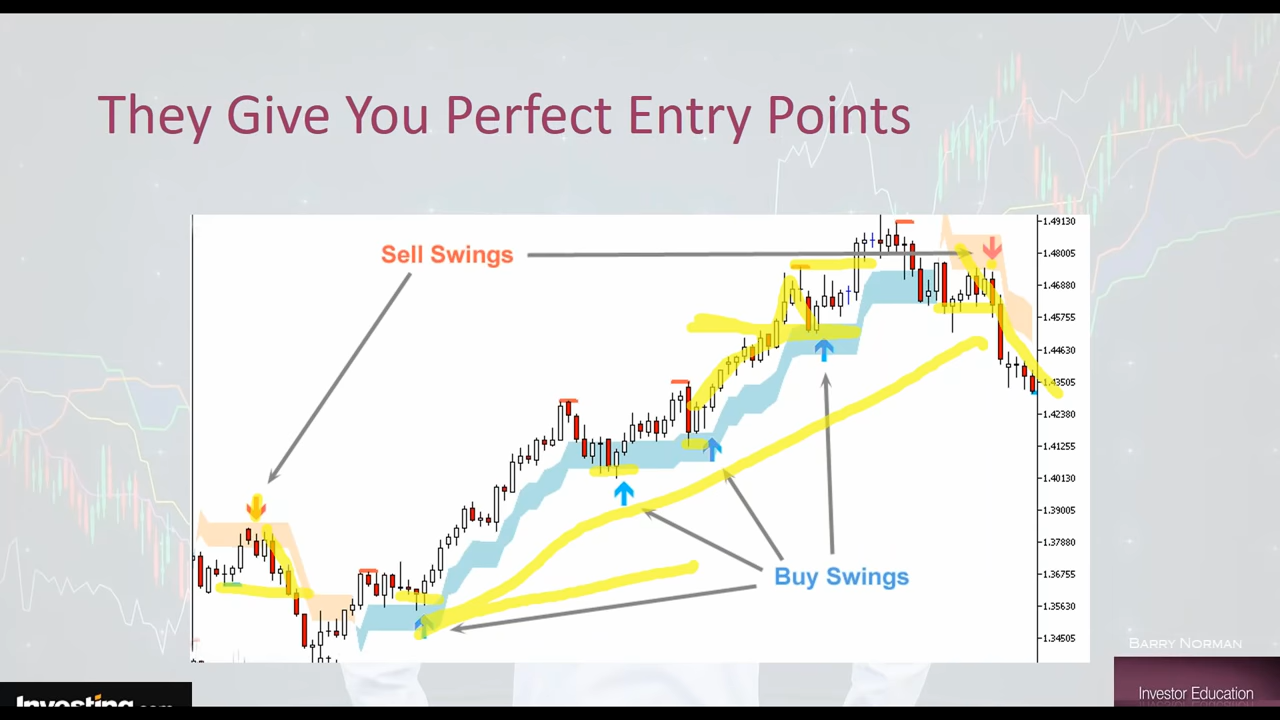 They Give You Perfect Entry Points
Sell Swings
Buy Swings
1.49130
1.48005
1.46880
1.45755
1.44630
1.43505
1.42380
1.41255
1.40130
1.39005
1.37880
1.36755
1.35630
1.34505
Barry Norman
Investing.com
Investor Education